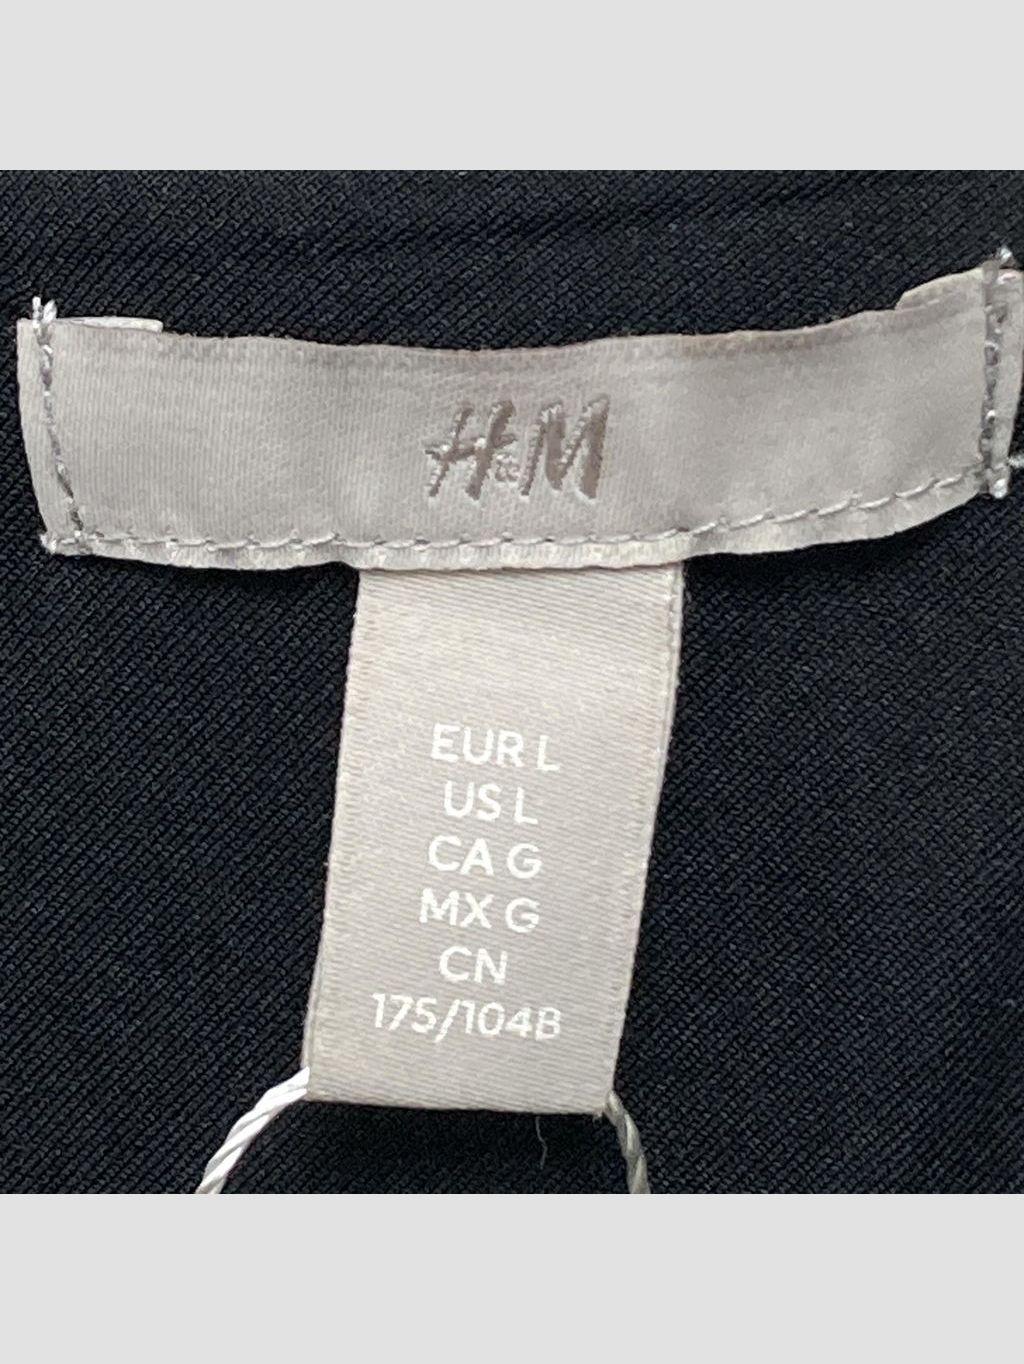 H&M
EUR L
US L
CA G
MX G
CN
175/104B